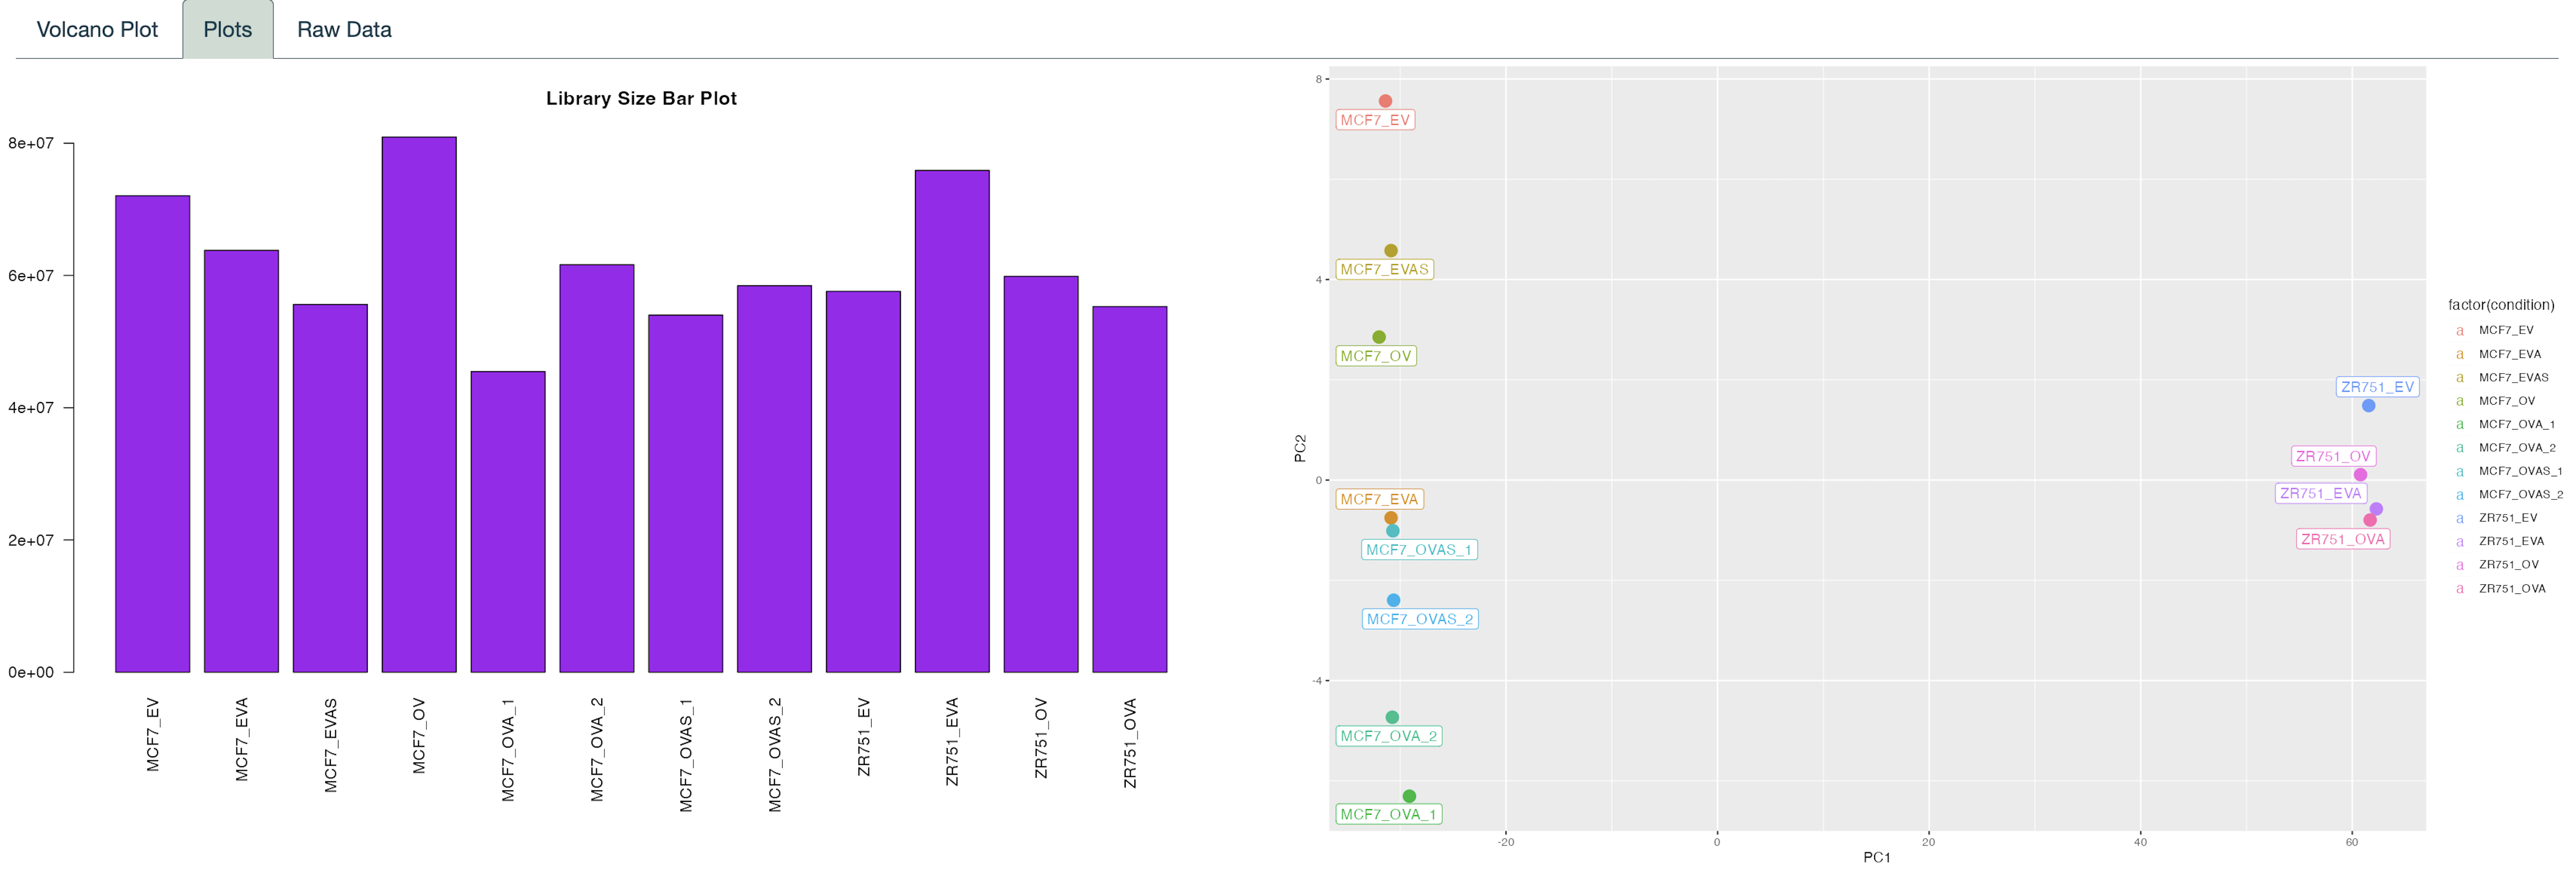 Volcano Plot
Plots
Raw Data
Library Size Bar Plot
8e+07
6e+07
4e+07
2e+07
0e+00
MCF7_EV
MCF7_EVA
MCF7_EVAS
MCF7_OV
MCF7_OVA_1
MCF7_OVA_2
MCF7_OVAS_1
MCF7_OVAS_2
ZR751_EV
ZR751_EVA
ZR751_OV
ZR751_OVA
PC2
8
4
0
-4
MCF7_EV
MCF7_EVAS
MCF7_OV
ZR751_EV
ZR751_OV
ZR751_EVA
MCF7_EVA
ZR751_OVA
MCF7_OVAS_1
MCF7_OVAS_2
MCF7_OVA_2
MCF7_OVA_1
-20
0
20
40
60
PC1
factor(condition)
a MCF7_EV
a MCF7_EVA
a MCF7_EVAS
a MCF7_OV
a MCF7_OVA_1
a MCF7_OVA_2
a MCF7_OVAS_1
a MCF7_OVAS_2
a ZR751_EV
a ZR751_EVA
a ZR751_OV
a ZR751_OVA